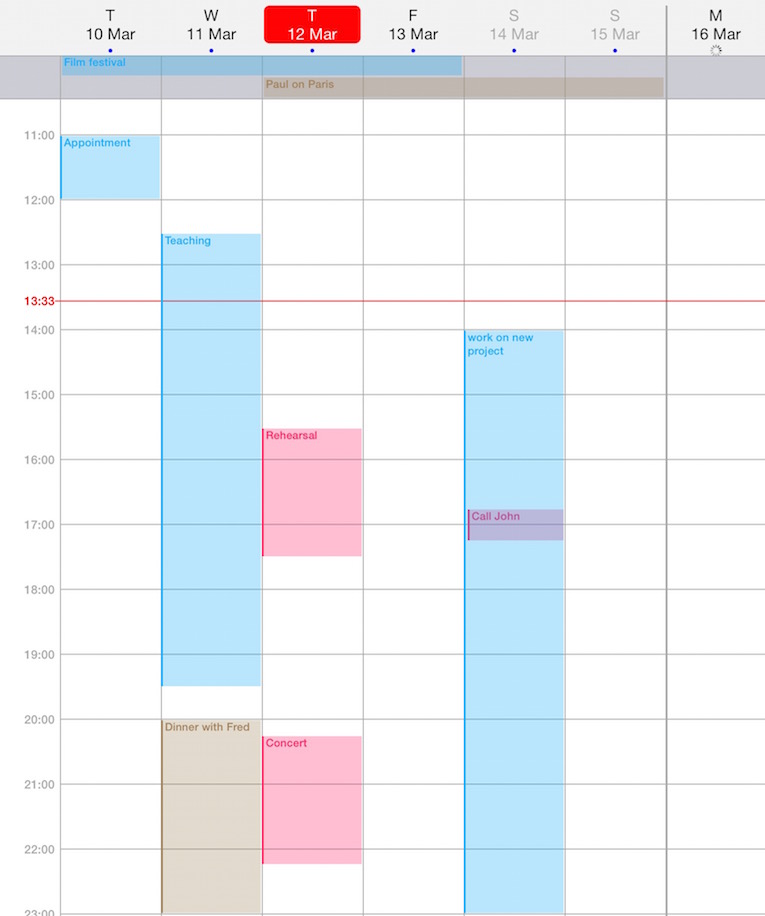 T W T F S S M
10 Mar 11 Mar 12 Mar 13 Mar 14 Mar 15 Mar 16 Mar
Film festival
Paul on Paris
11:00
Appointment
12:00
Teaching
13:00
13:33
14:00
work on new
project
15:00
Rehearsal
16:00
Call John
17:00
18:00
19:00
20:00
Dinner with Fred
Concert
21:00
22:00
23:00